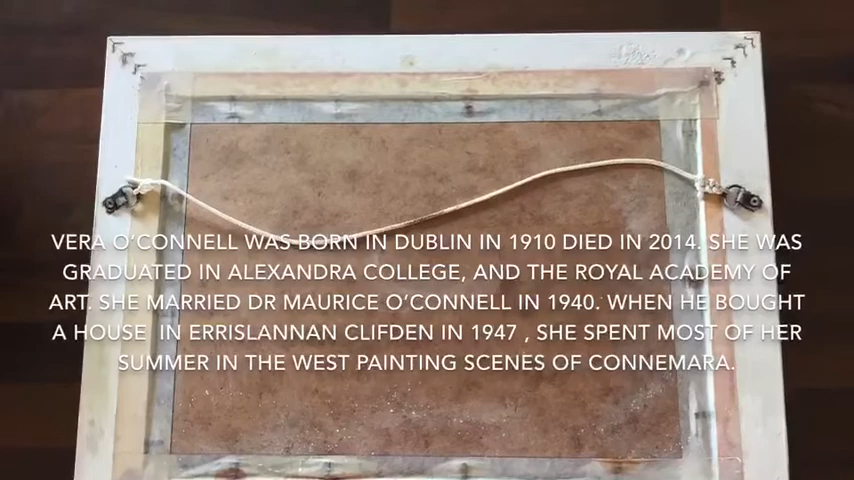 VERA O'CONNELL WAS BORN IN DUBLIN IN 1910 DIED IN 2014. SHE WAS
GRADUATED IN ALEXANDRA COLLEGE, AND THE ROYAL ACADEMY OF
ART. SHE MARRIED DR MAURICE O'CONNELL IN 1940. WHEN HE BOUGHT
A HOUSE IN ERRISLANNAN CLIFDEN IN 1947 , SHE SPENT MOST OF HER
SUMMER IN THE WEST PAINTING SCENES OF CONNEMARA.